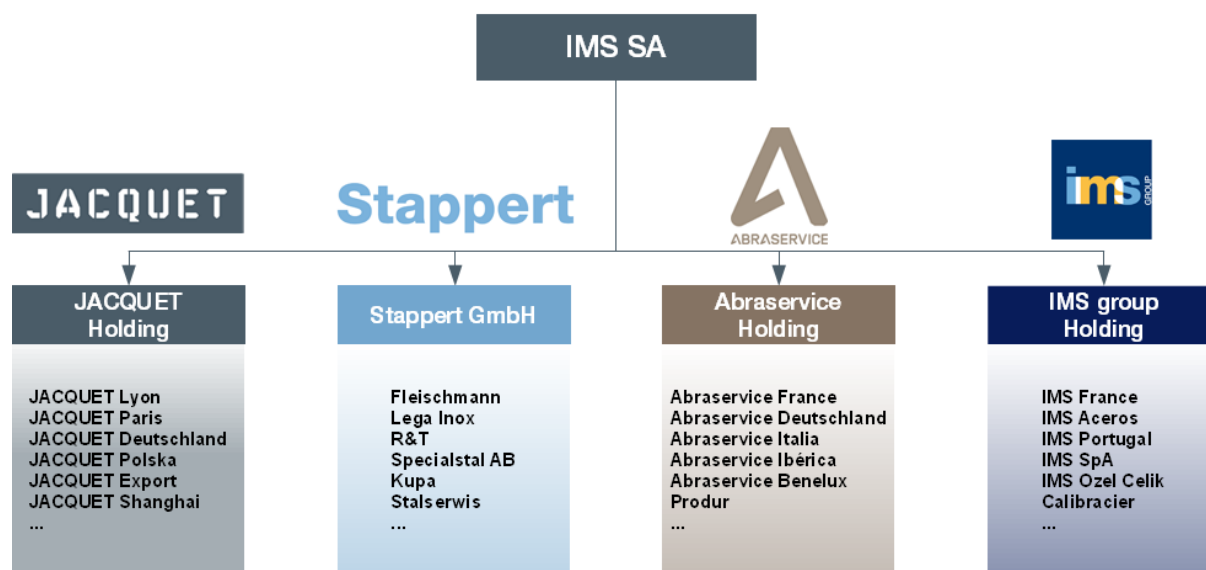 IMS SA
JACQUET
Stappert
ABRASERVICE
ims
GROUP
JACQUET
Holding
Stappert GmbH
Abraservice
Holding
IMS group
Holding
JACQUET Lyon
JACQUET Paris
JACQUET Deutschland
JACQUET Polska
JACQUET Export
JACQUET Shanghai
...
Fleischmann
Lega Inox
R&T
Specialstal AB
Kupa
Stalserwis
...
Abraservice France
Abraservice Deutschland
Abraservice Italia
Abraservice Ibérica
Abraservice Benelux
Produr
...
IMS France
IMS Aceros
IMS Portugal
IMS SpA
IMS Ozel Celik
Calibracier
...